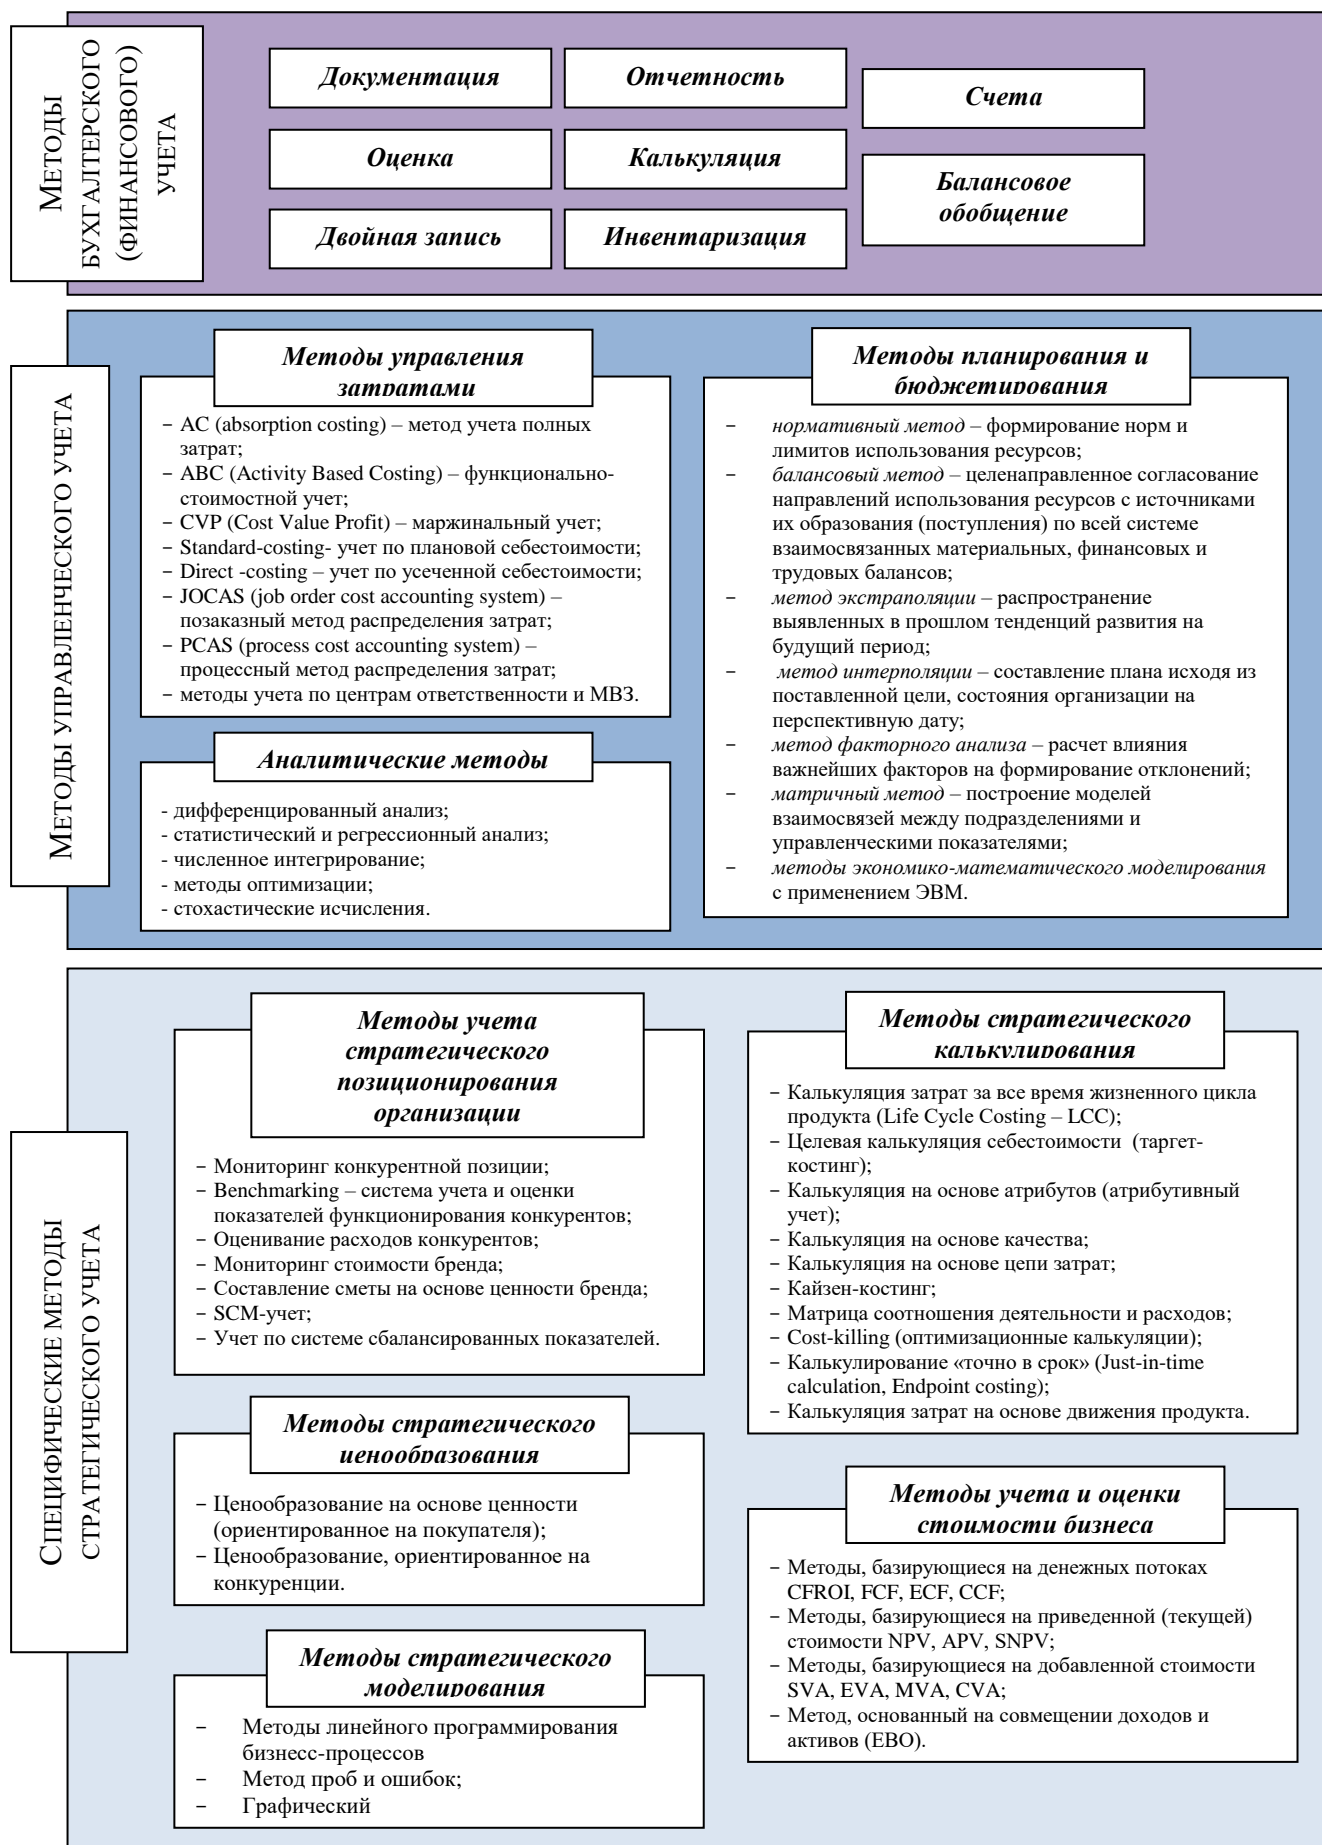 МЕТОДЫ
БУХГАЛТЕРСКОГО
(ФИНАНСОВОГО)
УЧЕТА
Документация
Отчетность
Счета
Оценка
Калькуляция
Балансовое
обобщение
Двойная запись
Инвентаризация
МЕТОДЫ УПРАВЛЕНЧЕСКОГО УЧЕТА
Методы управления
затратами
– AC (absorption costing) – метод учета полных
затрат;
– ABC (Activity Based Costing) – функционально-
стоимостной учет;
– CVP (Cost Value Profit) – маржинальный учет;
– Standard-costing- учет по плановой себестоимости;
– Direct -costing – учет по усеченной себестоимости;
– JOCAS (job order cost accounting system) –
позаказный метод распределения затрат;
– PCAS (process cost accounting system) –
процессный метод распределения затрат;
– методы учета по центрам ответственности и МВЗ.
Аналитические методы
- дифференцированный анализ;
- статистический и регрессионный анализ;
- численное интегрирование;
- методы оптимизации;
- стохастические исчисления.
Методы планирования и
бюджетирования
– нормативный метод – формирование норм и
лимитов использования ресурсов;
– балансовый метод – целенаправленное согласование
направлений использования ресурсов с источниками
их образования (поступления) по всей системе
взаимосвязанных материальных, финансовых и
трудовых балансов;
– метод экстраполяции – распространение
выявленных в прошлом тенденций развития на
будущий период;
– метод интерполяции – составление плана исходя из
поставленной цели, состояния организации на
перспективную дату;
– метод факторного анализа – расчет влияния
важнейших факторов на формирование отклонений;
– матричный метод – построение моделей
взаимосвязей между подразделениями и
управленческими показателями;
– методы экономико-математического моделирования
с применением ЭВМ.
СПЕЦИФИЧЕСКИЕ МЕТОДЫ
СТРАТЕГИЧЕСКОГО УЧЕТА
Методы учета
стратегического
позиционирования
организации
– Мониторинг конкурентной позиции;
– Benchmarking – система учета и оценки
показателей функционирования конкурентов;
– Оценивание расходов конкурентов;
– Мониторинг стоимости бренда;
– Составление сметы на основе ценности бренда;
– SCM-учет;
– Учет по системе сбалансированных показателей.
Методы стратегического
ценообразования
– Ценообразование на основе ценности
(ориентированное на покупателя);
– Ценообразование, ориентированное на
конкуренции.
Методы стратегического
моделирования
– Методы линейного программирования
бизнесс-процессов
– Метод проб и ошибок;
– Графический
Методы стратегического
калькулирования
– Калькуляция затрат за все время жизненного цикла
продукта (Life Cycle Costing – LCC);
– Целевая калькуляция себестоимости (таргет-
костинг);
– Калькуляция на основе атрибутов (атрибутивный
учет);
– Калькуляция на основе качества;
– Калькуляция на основе цепи затрат;
– Кайзен-костинг;
– Матрица соотношения деятельности и расходов;
– Cost-killing (оптимизационные калькуляции);
– Калькулирование «точно в срок» (Just-in-time
calculation, Endpoint costing);
– Калькуляция затрат на основе движения продукта.
Методы учета и оценки
стоимости бизнеса
– Методы, базирующиеся на денежных потоках
CFROI, FCF, ECF, CCF;
– Методы, базирующиеся на приведенной (текущей)
стоимости NPV, APV, SNPV;
– Методы, базирующиеся на добавленной стоимости
SVA, EVA, MVA, CVA;
– Метод, основанный на совмещении доходов и
активов (EBO).